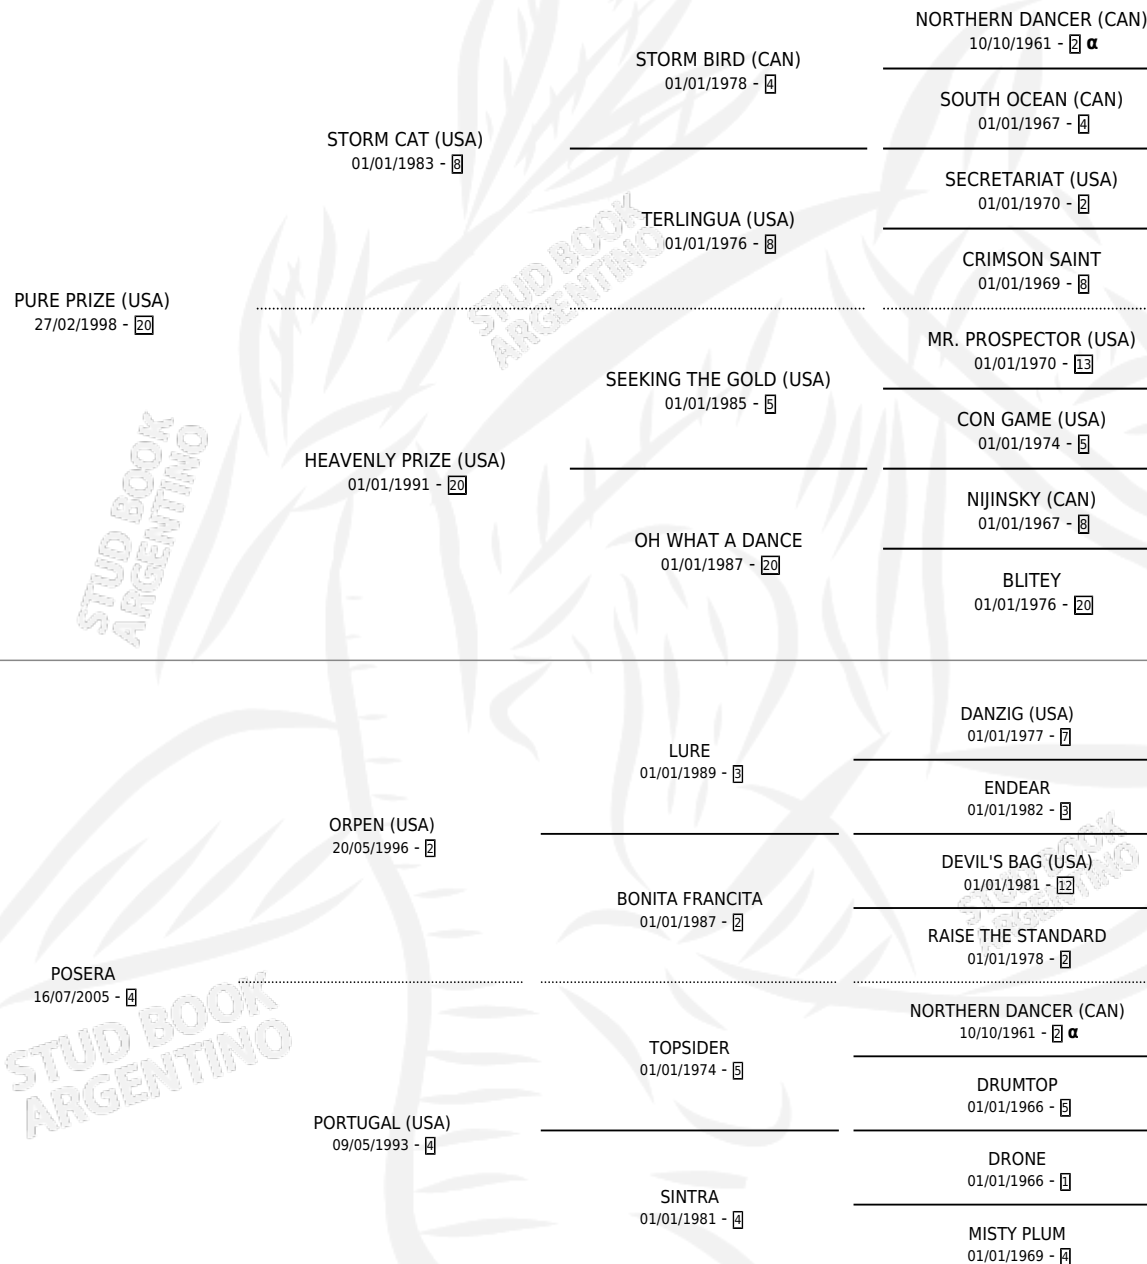 NORTHERN DANCER (CAN)
10/10/1961 - 2 α
STORM BIRD (CAN)
01/01/1978 - 4
SOUTH OCEAN (CAN)
01/01/1967 - 4
STORM CAT (USA)
01/01/1983 - 8
SECRETARIAT (USA)
01/01/1970 - 2
TERLINGUA (USA)
01/01/1976 - 8
CRIMSON SAINT
01/01/1969 - 8
PURE PRIZE (USA)
27/02/1998 - 20
MR. PROSPECTOR (USA)
01/01/1970 - 13
SEEKING THE GOLD (USA)
01/01/1985 - 5
CON GAME (USA)
01/01/1974 - 5
HEAVENLY PRIZE (USA)
01/01/1991 - 20
NIJINSKY (CAN)
01/01/1967 - 8
OH WHAT A DANCE
01/01/1987 - 20
BLITEY
01/01/1976 - 20
DANZIG (USA)
01/01/1977 - 7
LURE
01/01/1989 - 3
ENDEAR
01/01/1982 - 3
ORPEN (USA)
20/05/1996 - 2
DEVIL'S BAG (USA)
01/01/1981 - 12
BONITA FRANCITA
01/01/1987 - 2
RAISE THE STANDARD
01/01/1978 - 2
POSERA
16/07/2005 - 4
NORTHERN DANCER (CAN)
10/10/1961 - 2 α
TOPSIDER
01/01/1974 - 5
DRUMTOP
01/01/1966 - 5
PORTUGAL (USA)
09/05/1993 - 4
DRONE
01/01/1966 - 1
SINTRA
01/01/1981 - 4
MISTY PLUM
01/01/1969 - 4
STUD BOOK
ARGENTINO
STUD BOOK
ARGENTINO
STUD BOOK
ARGENTINO
STUD BOOK
ARGENTINO